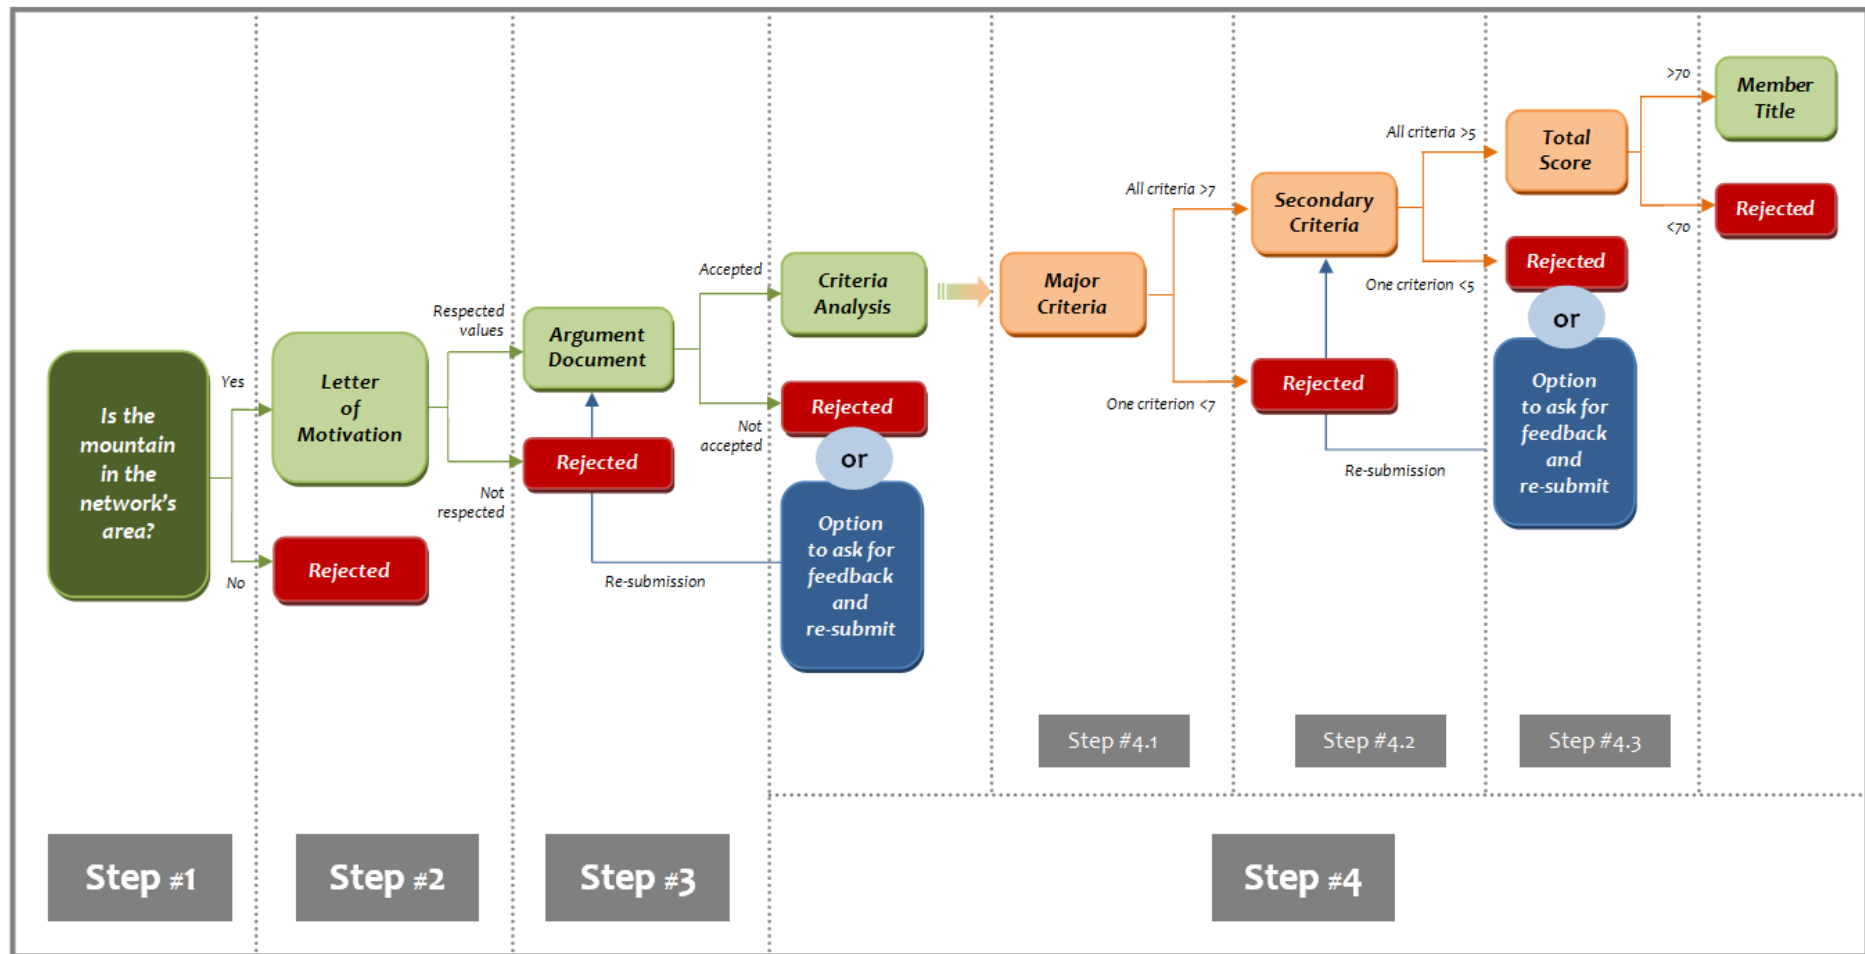 Is the
mountain
in the
network's
area?
Yes
No
Letter
of
Motivation
Rejected
Respected
values
Not
respected
Argument
Document
Rejected
Re-submission
Accepted
Not
accepted
Criteria
Analysis
Rejected
or
Option
to ask for
feedback
and
re-submit
Major
Criteria
All criteria >7
One criterion <7
Secondary
Criteria
Rejected
Re-submission
All criteria >5
One criterion <5
Total
Score
Rejected
or
Option
to ask for
feedback
and
re-submit
>70
<70
Member
Title
Rejected
Step #4.1
Step #4.2
Step #4.3
Step #1
Step #2
Step #3
Step #4